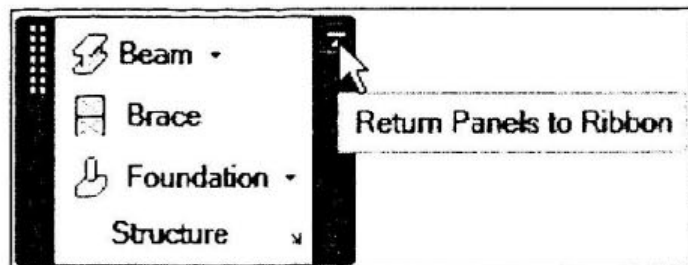 Beam
Brace
Return Panels to Ribbon
Foundation
Structure